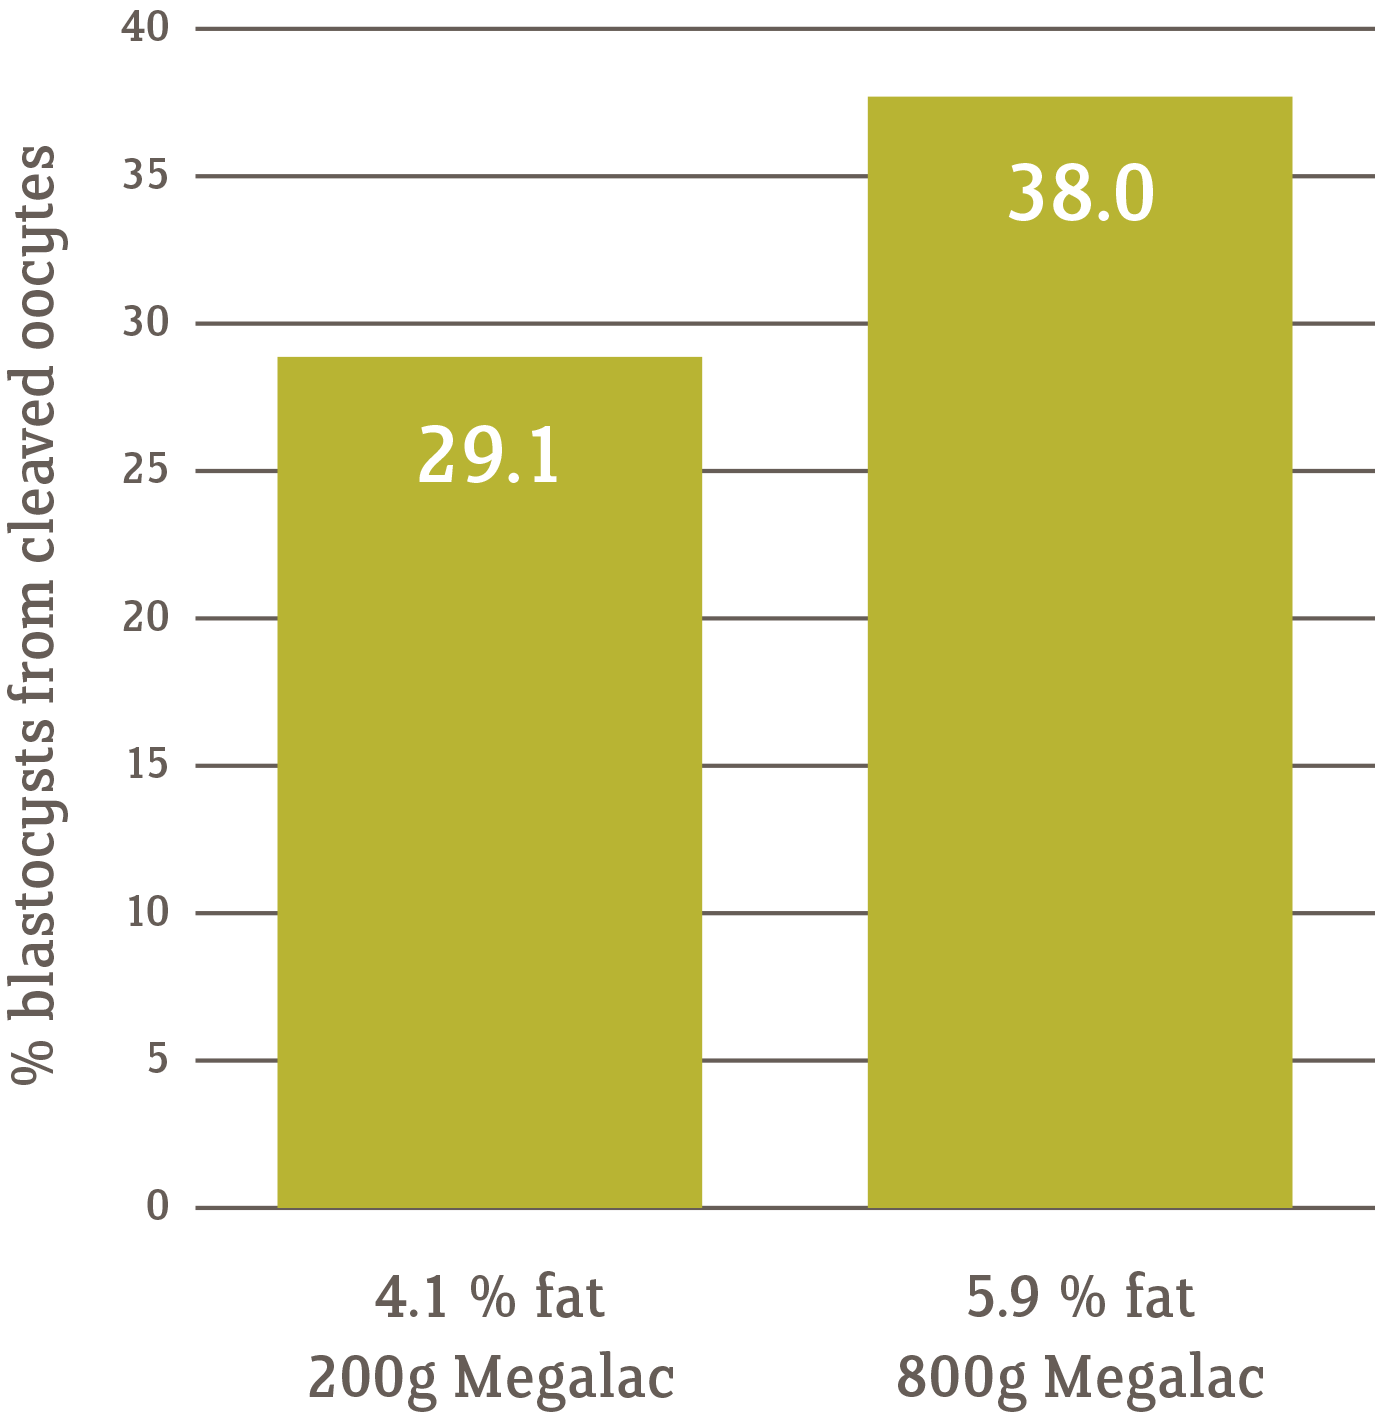 % blastocysts from cleaved oocytes
40
35
30
25
20
15
10
5
0
29.1
38.0
4.1 % fat
200g Megalac
5.9 % fat
800g Megalac